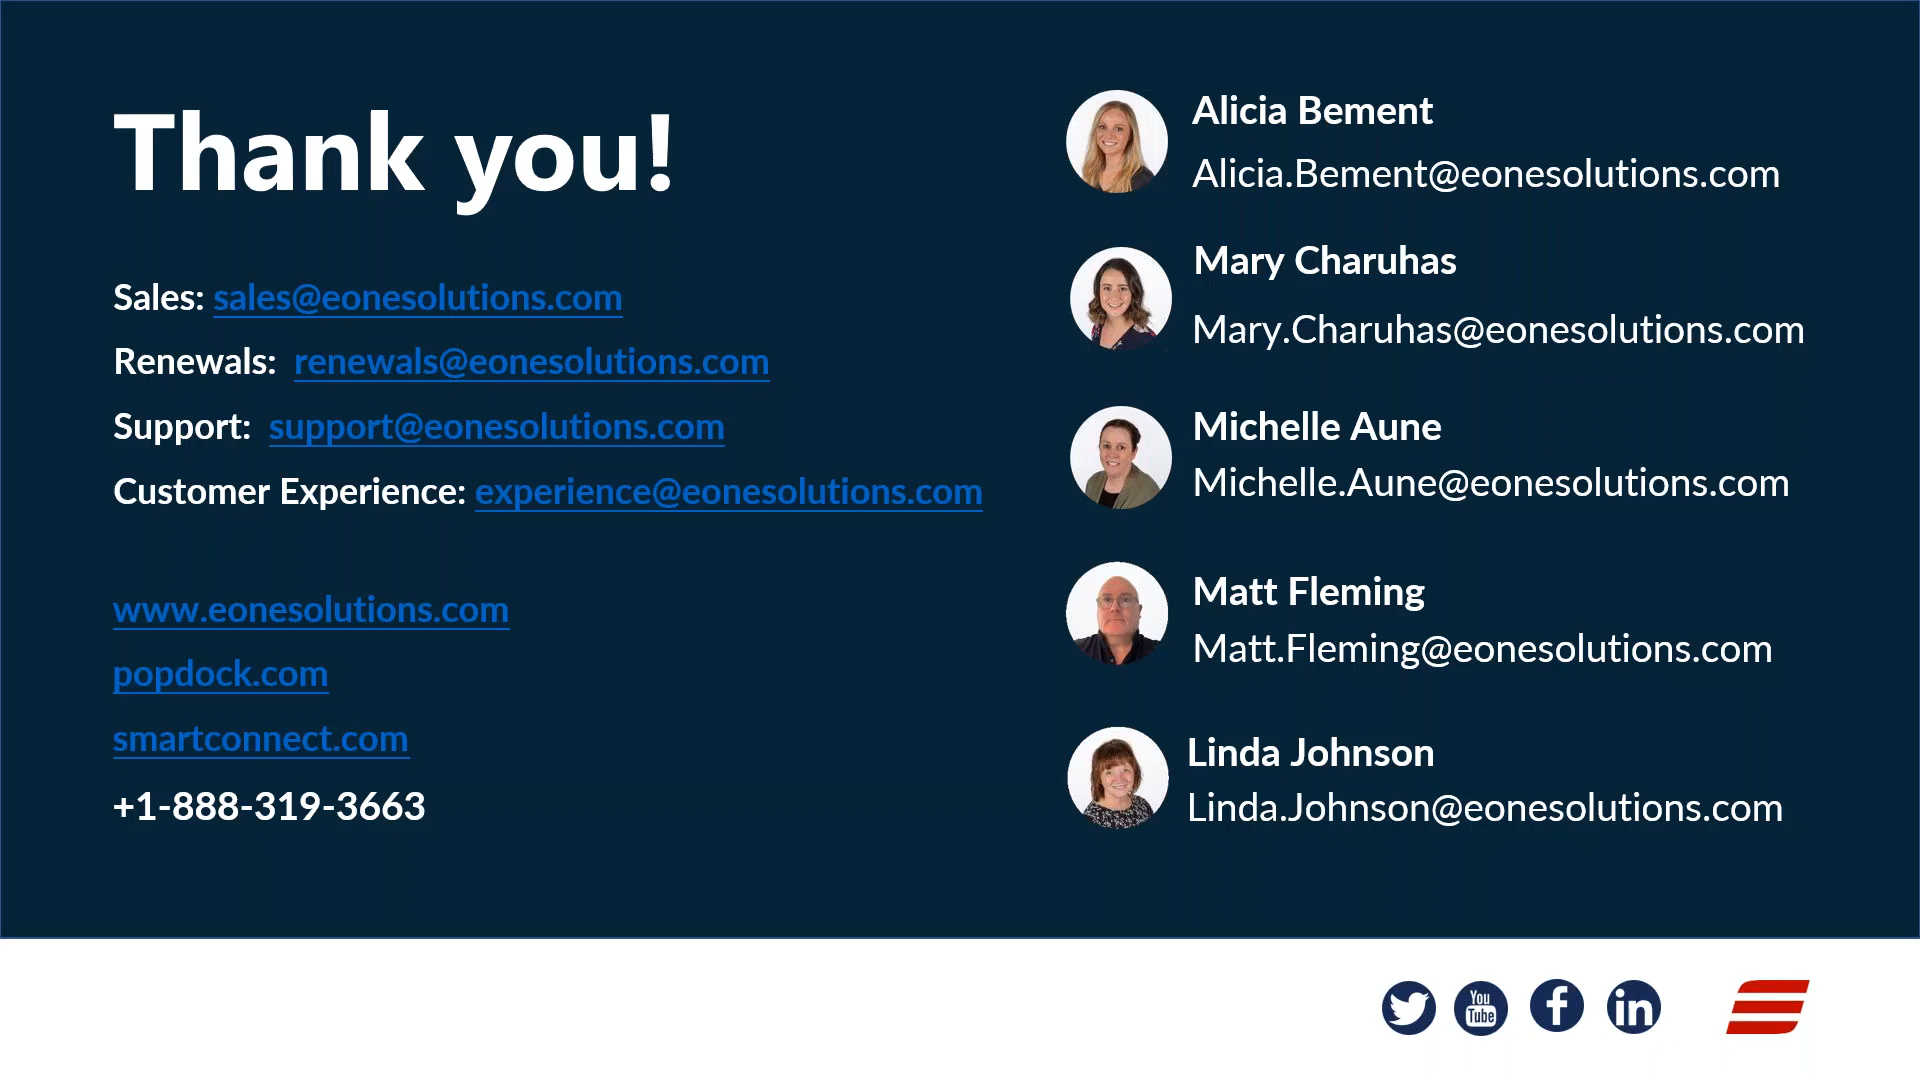 Thank you!
Sales: sales@eonesolutions.com
Renewals: renewals@eonesolutions.com
Support: support@eonesolutions.com
Customer Experience: experience@eonesolutions.com
www.eonesolutions.com
popdock.com
smartconnect.com
+1-888-319-3663
Alicia Bement
Alicia.Bement@eonesolutions.com
Mary Charuhas
Mary.Charuhas@eonesolutions.com
Michelle Aune
Michelle.Aune@eonesolutions.com
Matt Fleming
Matt.Fleming@eonesolutions.com
Linda Johnson
Linda.Johnson@eonesolutions.com
You
Tube
f
in